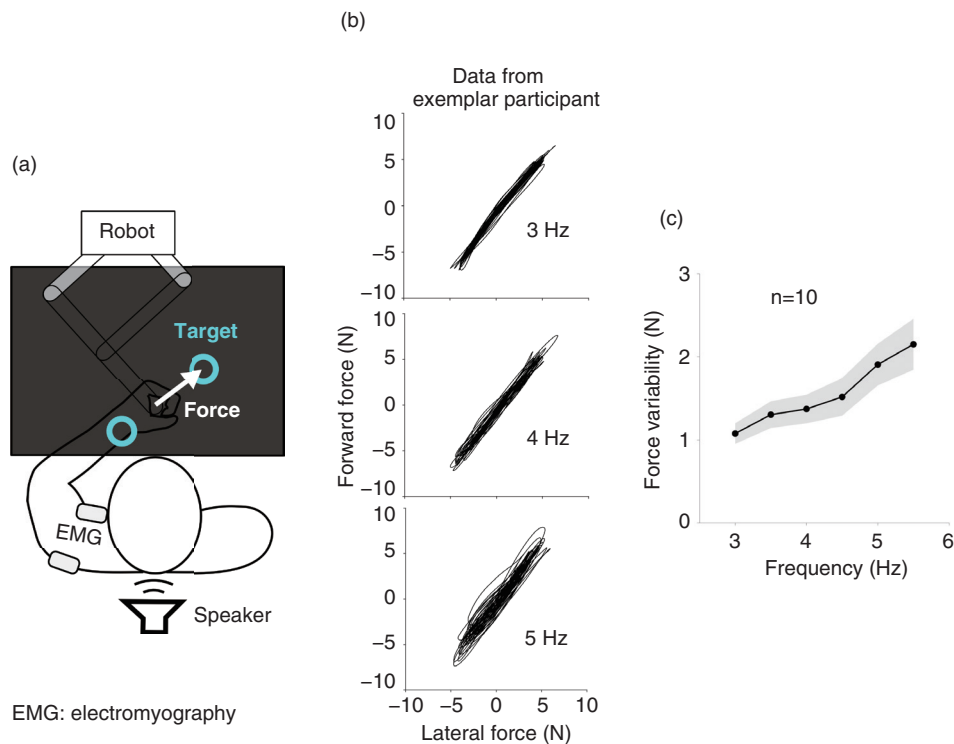 (a)
Robot
Target
Force
EMG
Speaker
EMG: electromyography
(b)
Data from
exemplar participant
10
5
0
−5
−10
3 Hz
10
5
0
−5
−10
4 Hz
Forward force (N)
10
5
0
−5
−10
5 Hz
−10
−5
0
5
10
Lateral force (N)
(c)
3
2
1
0
n=10
Force variability (N)
3
4
5
6
Frequency (Hz)